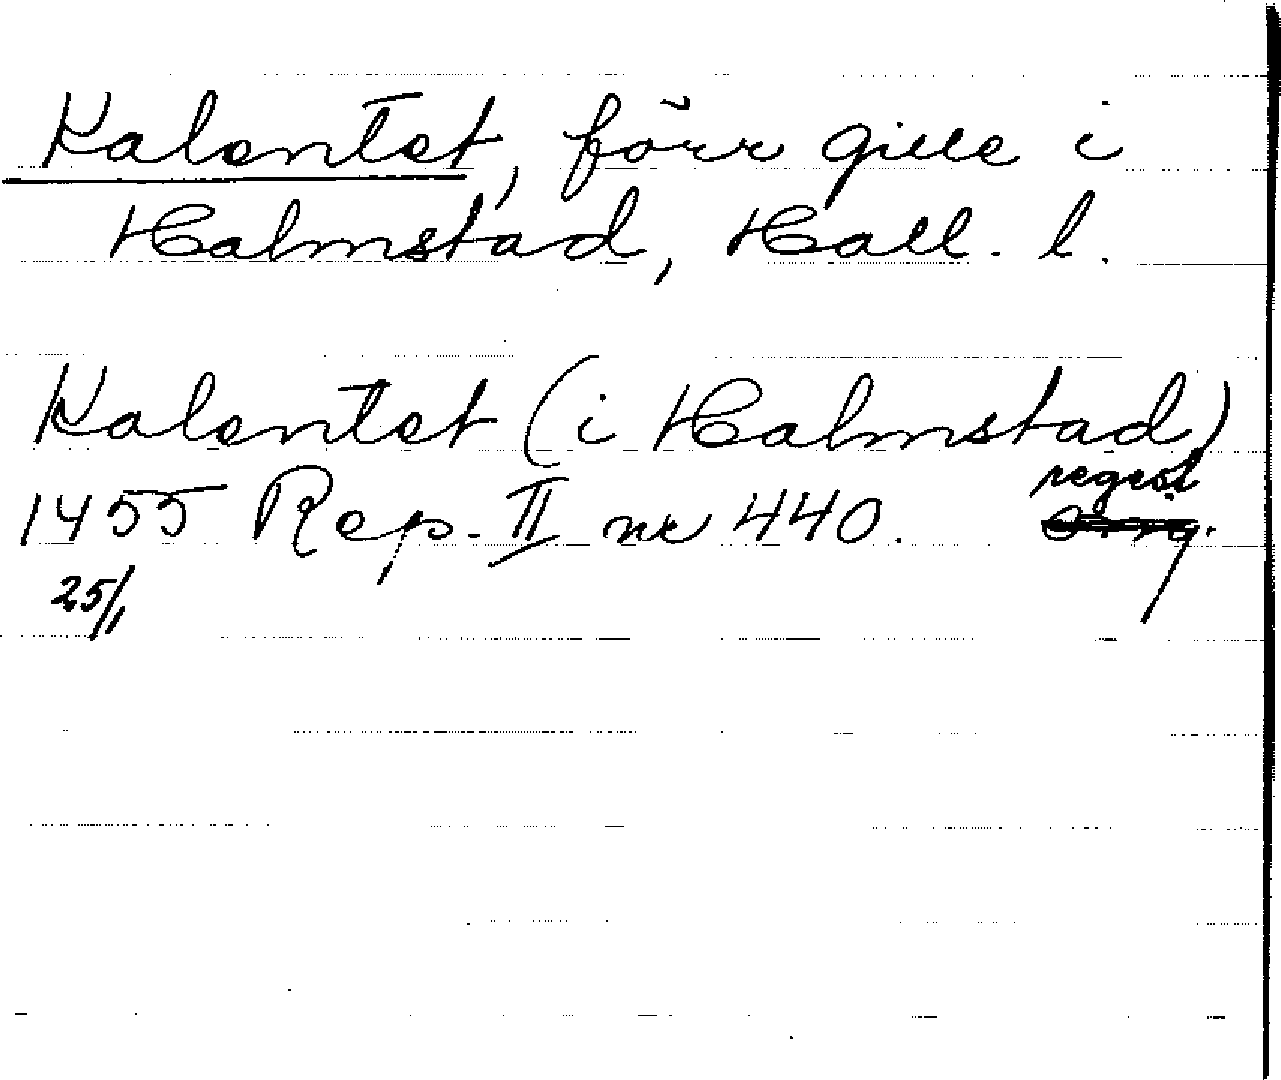 Kalentet, förr gille i
Halmstad, Hall. l.
Kalentet (i Halmstad)
1455 Rep. II nr 440. regest
25/1